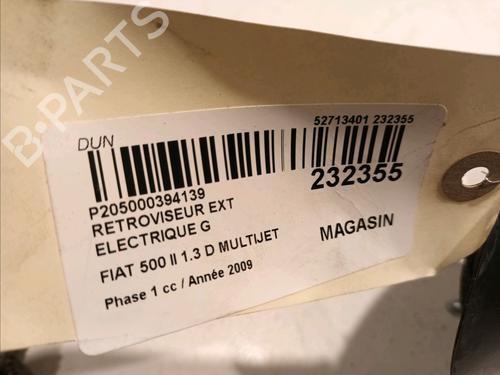 B-PARTS
DUN
52713401 232355
P205000394139
232355
RETROVISEUR EXT
ELECTRIQUE G
MAGASIN
FIAT 500 II 1.3 D MULTIJET
Phase 1 cc / Année 2009